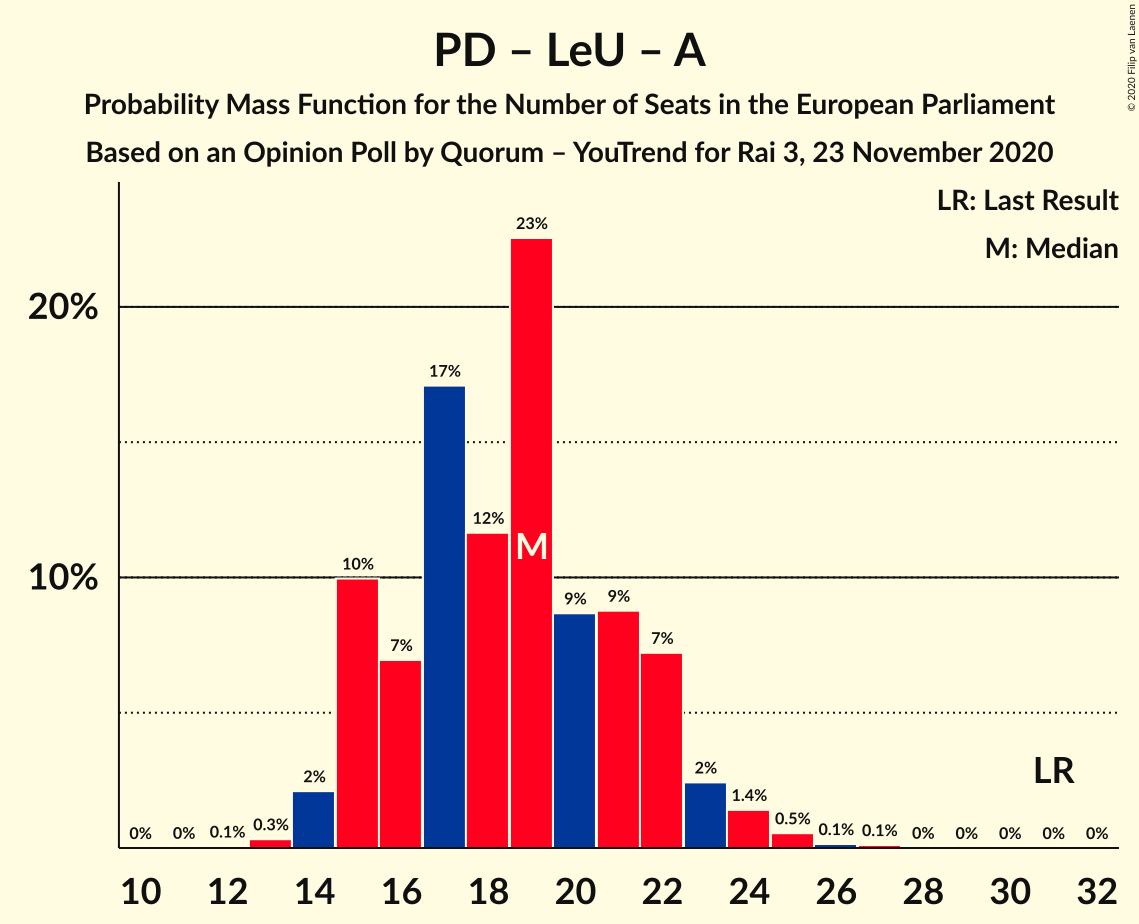 PD – LeU – A
Probability Mass Function for the Number of Seats in the European Parliament
Based on an Opinion Poll by Quorum – YouTrend for Rai 3, 23 November 2020
© 2020 Filip van Laenen
LR: Last Result
M: Median
20%
10%
0%
0%
0.1%
0.3%
2%
10%
7%
17%
12%
23%
M
9%
9%
7%
2%
1.4%
0.5%
0.1%
0.1%
0%
0%
0%
0%
0%
LR
10 12 14 16 18 20 22 24 26 28 30 32